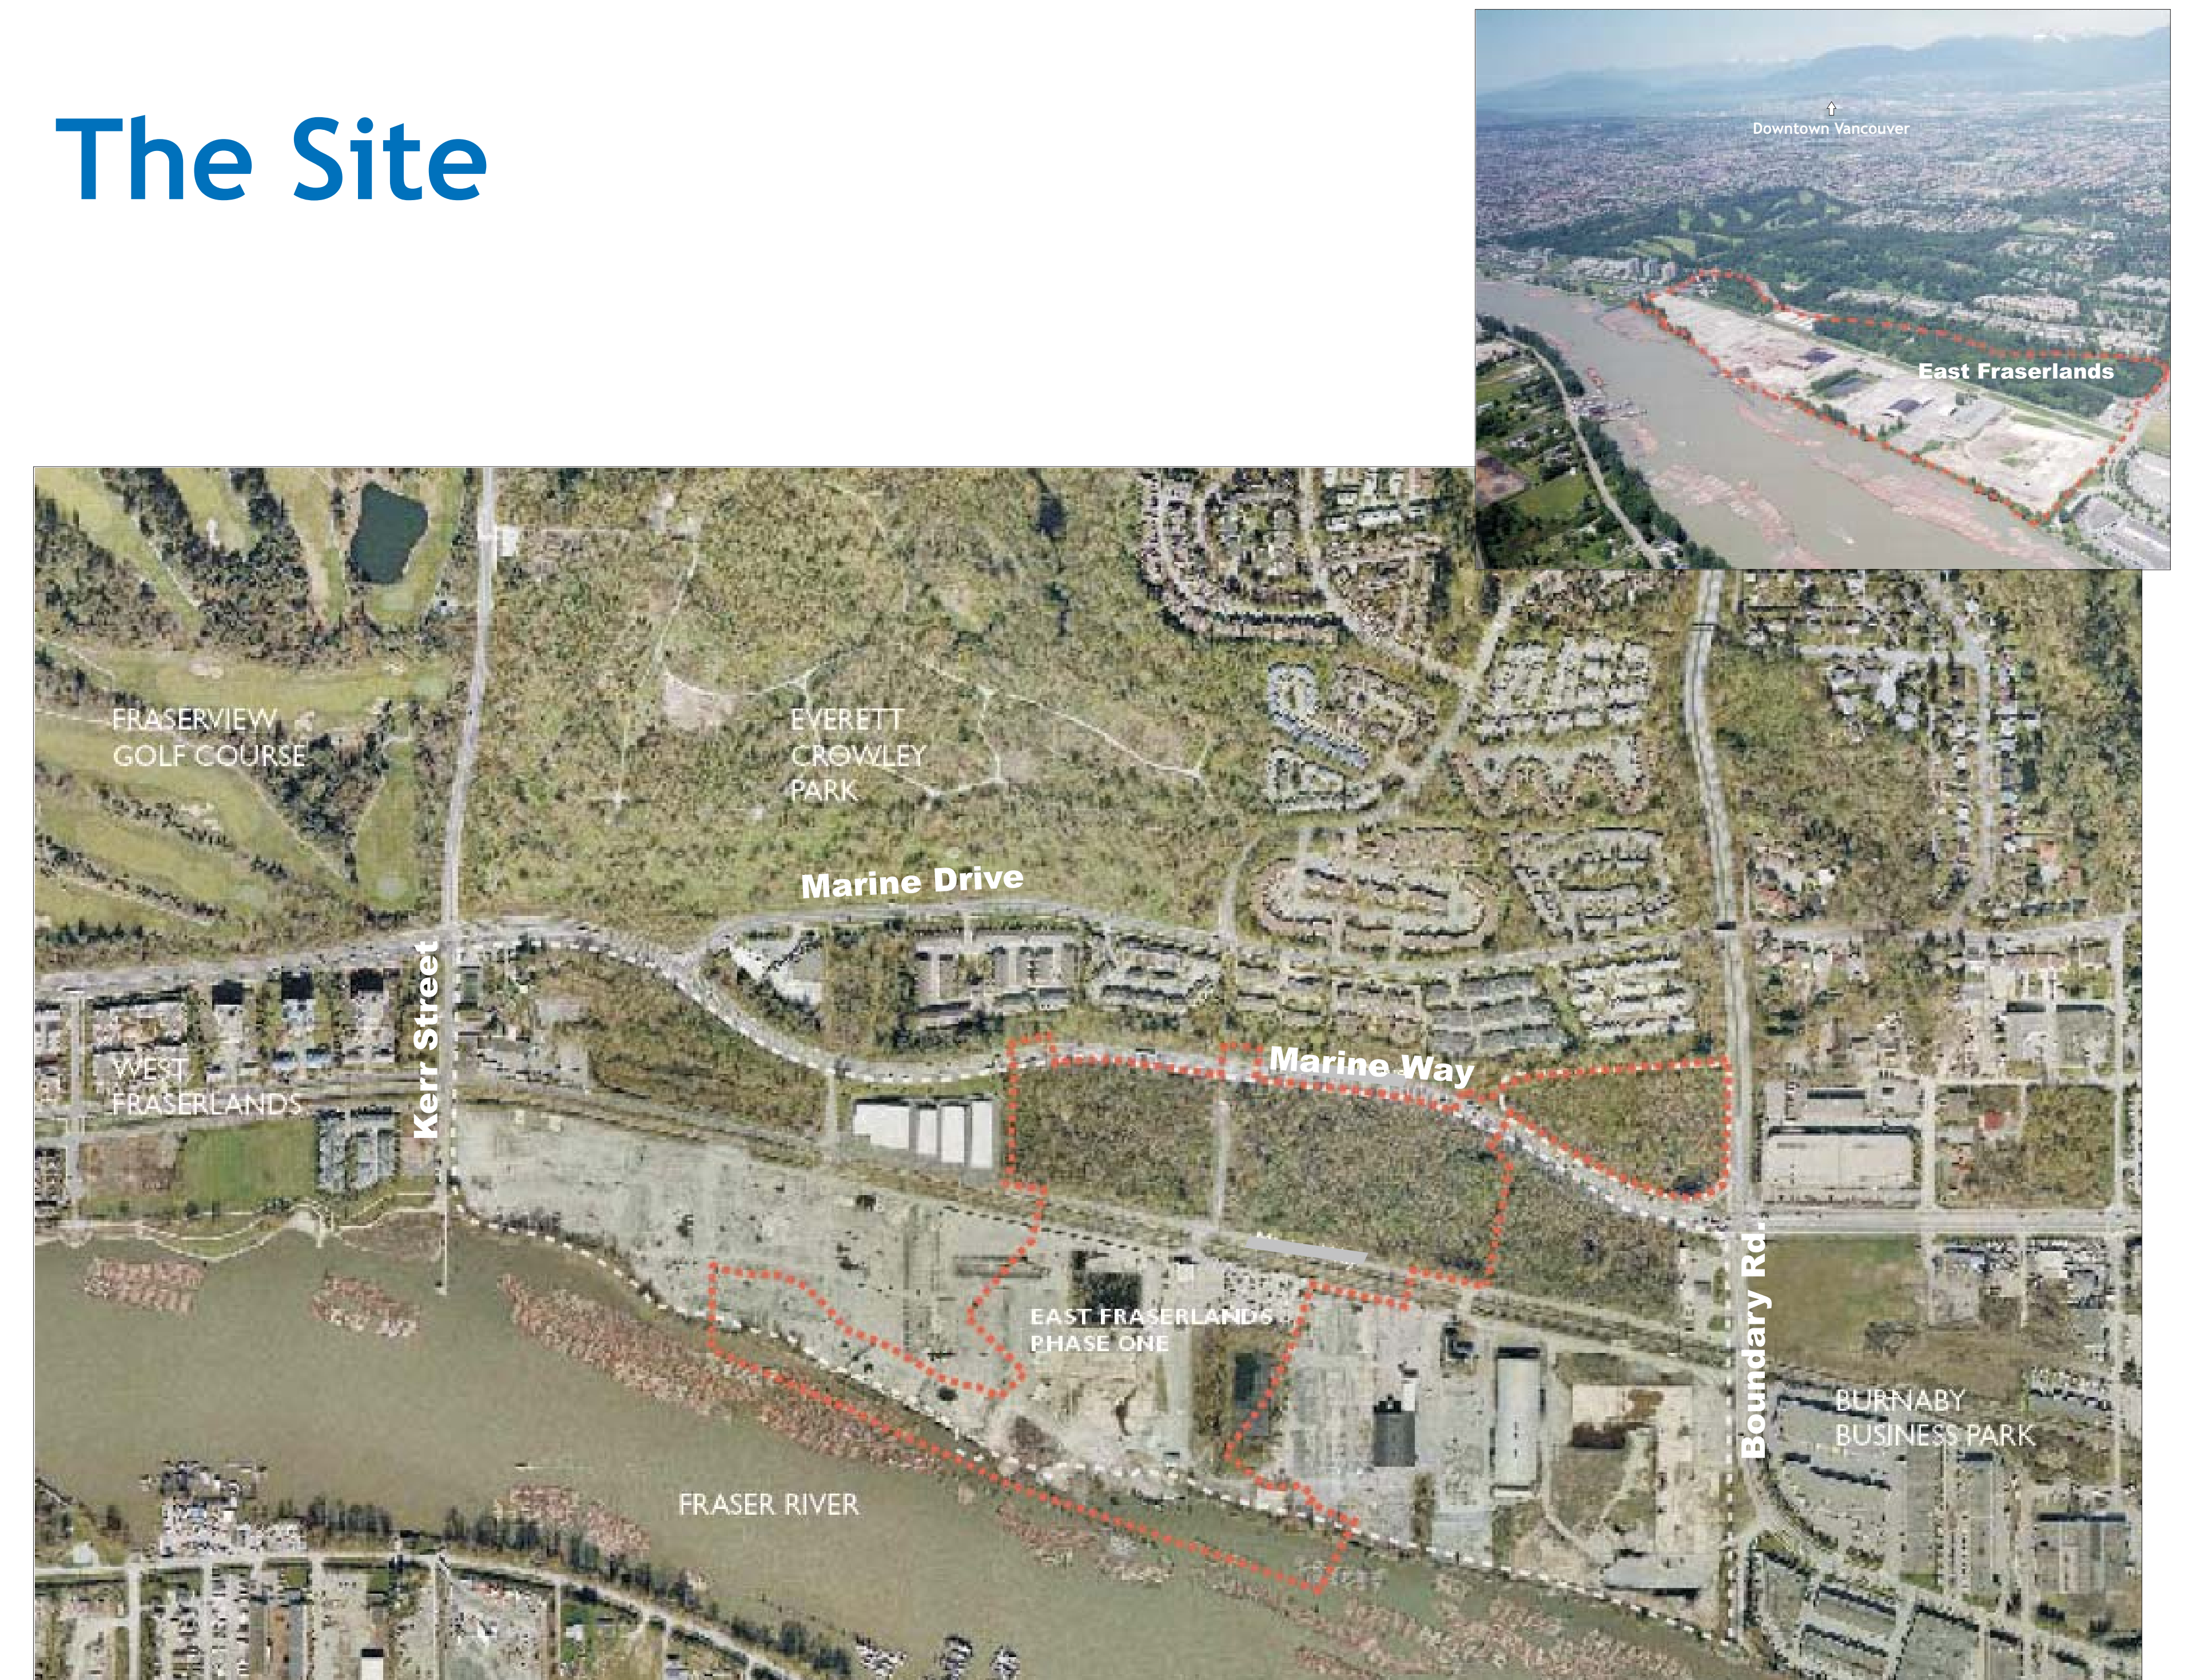 The Site
Downtown Vancouver
East Fraserlands
FRASERVIEW
GOLF COURSE
EVERETT
CROWLEY
PARK
Marine Drive
Kerr Street
WEST
FRASERLANDS
Marine Way
EAST FRASERLANDS
PHASE ONE
Boundary Rd.
BURNABY
BUSINESS PARK
FRASER RIVER